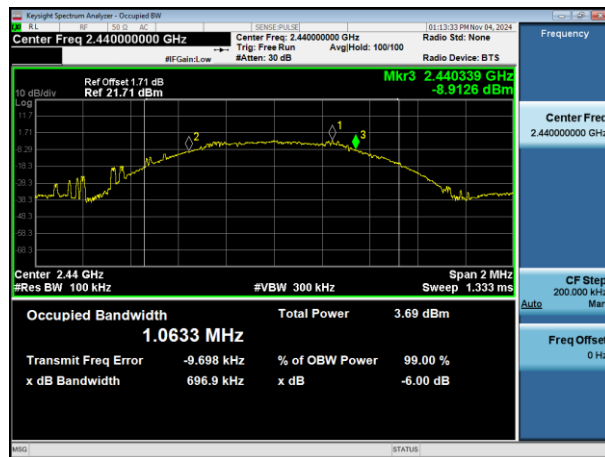 Keysight Spectrum Analyzer - Occupied BW
RL RF 50 Ω AC SENSE:PULSE 01:13:33 PM Nov 04, 2024
Center Freq 2.440000000 GHz
Center Freq: 2.440000000 GHz Radio Std: None
Trig: Free Run Avg|Hold: 100/100
#IFGain:Low #Atten: 30 dB Radio Device: BTS
Ref Offset 1.71 dB
10 dB/div Ref 21.71 dBm
Mkr3 2.440339 GHz
-8.9126 dBm
Log
11.7
1.71
-8.29
-18.3
-28.3
-38.3
-48.3
-58.3
-68.3
1
2
3
Center 2.44 GHz Span 2 MHz
#Res BW 100 kHz #VBW 300 kHz Sweep 1.333 ms
Occupied Bandwidth Total Power 3.69 dBm
1.0633 MHz
Transmit Freq Error -9.698 kHz % of OBW Power 99.00 %
x dB Bandwidth 696.9 kHz x dB -6.00 dB
MSG STATUS
Frequency
Center Freq
2.440000000 GHz
CF Step
200.000 kHz
Auto Man
Freq Offset
0 Hz